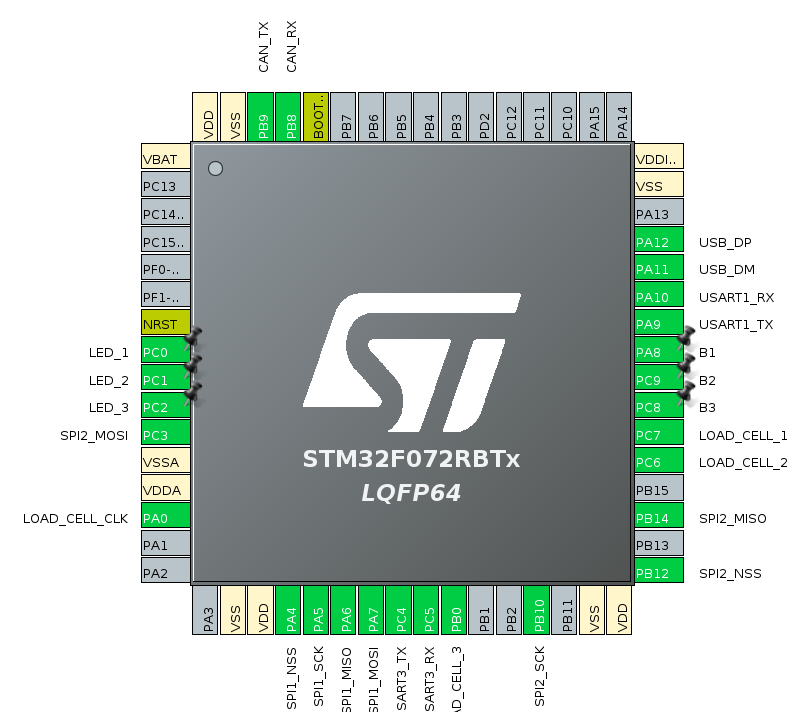 CAN_TX
CAN_RX
VDD
VSS
PB9
PB8
BOOT..
PB7
PB6
PB5
PB4
PB3
PD2
PC12
PC11
PC10
PA15
PA14
VBAT
PC13
PC14..
PC15..
PF0-..
PF1-..
NRST
LED_1 PC0
LED_2 PC1
LED_3 PC2
SPI2_MOSI PC3
VSSA
VDDA
LOAD_CELL_CLK PA0
PA1
PA2
VDDI..
VSS
PA13
PA12 USB_DP
PA11 USB_DM
PA10 USART1_RX
PA9 USART1_TX
PA8 B1
PC9 B2
PC8 B3
PC7 LOAD_CELL_1
PC6 LOAD_CELL_2
PB15
PB14 SPI2_MISO
PB13
PB12 SPI2_NSS
ST
STM32F072RBTx
LQFP64
PA3
VSS
VDD
PA4
PA5
PA6
PA7
PC4
PC5
PB0
PB1
PB2
PB10
PB11
VSS
VDD
SPI1_NSS
SPI1_SCK
SPI1_MISO
SPI1_MOSI
SART3_TX
SART3_RX
AD_CELL_3
SPI2_SCK